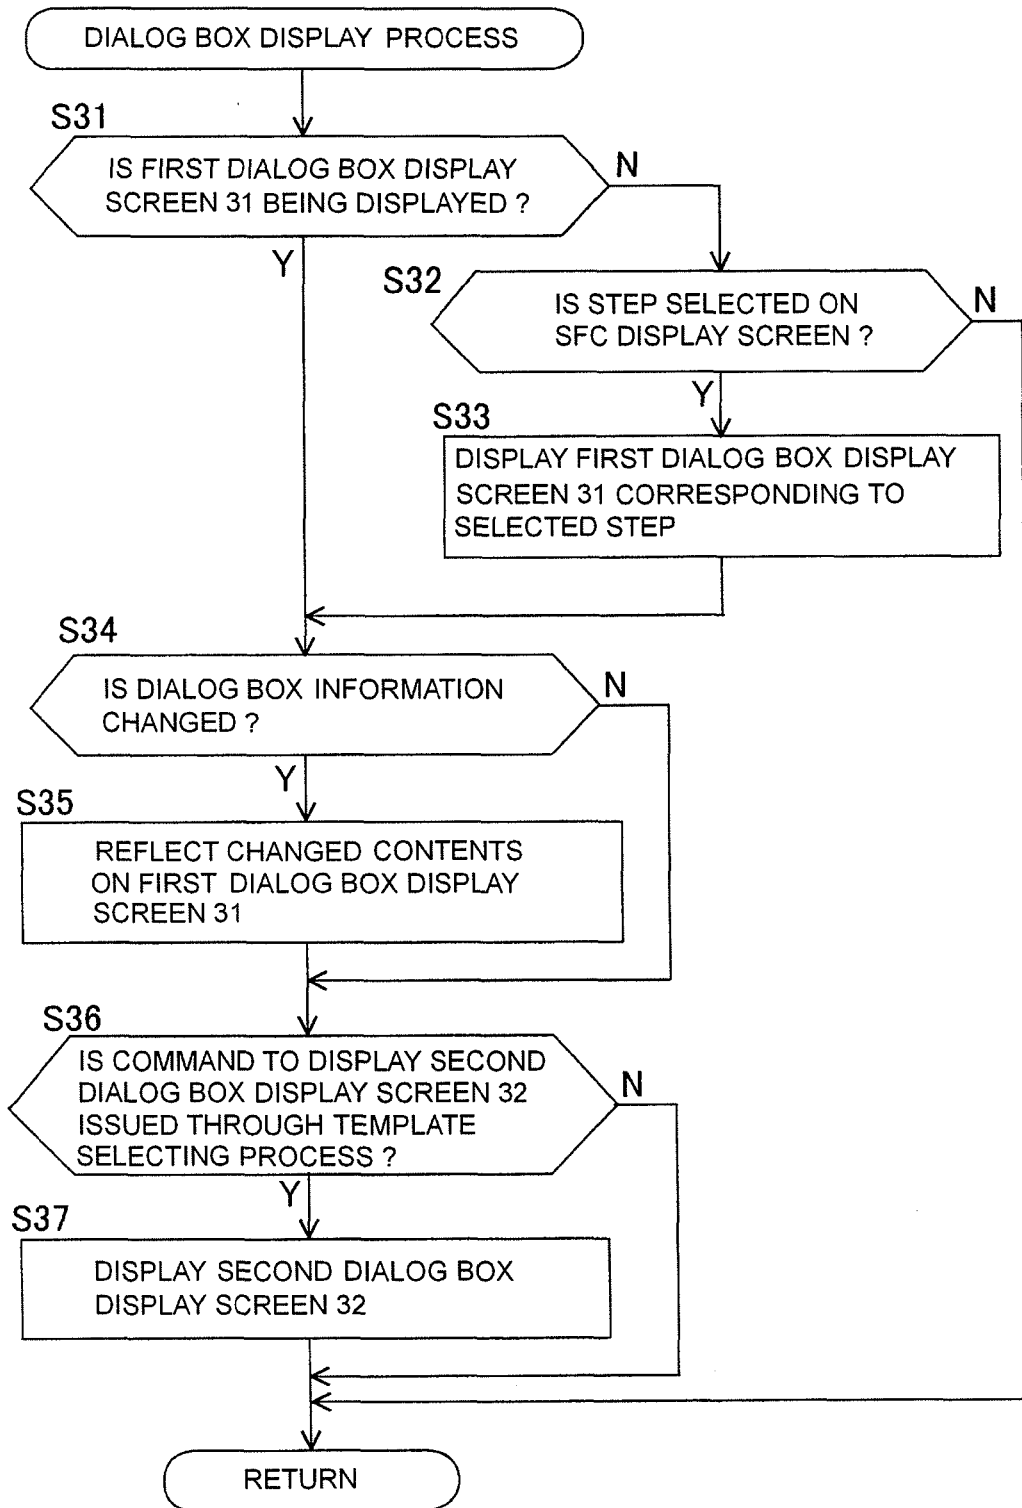 DIALOG BOX DISPLAY PROCESS
S31
IS FIRST DIALOG BOX DISPLAY
SCREEN 31 BEING DISPLAYED ?
N
Y
S32
IS STEP SELECTED ON
SFC DISPLAY SCREEN ?
N
Y
S33
DISPLAY FIRST DIALOG BOX DISPLAY
SCREEN 31 CORRESPONDING TO
SELECTED STEP
S34
IS DIALOG BOX INFORMATION
CHANGED ?
N
Y
S35
REFLECT CHANGED CONTENTS
ON FIRST DIALOG BOX DISPLAY
SCREEN 31
S36
IS COMMAND TO DISPLAY SECOND
DIALOG BOX DISPLAY SCREEN 32
ISSUED THROUGH TEMPLATE
SELECTING PROCESS ?
N
Y
S37
DISPLAY SECOND DIALOG BOX
DISPLAY SCREEN 32
RETURN